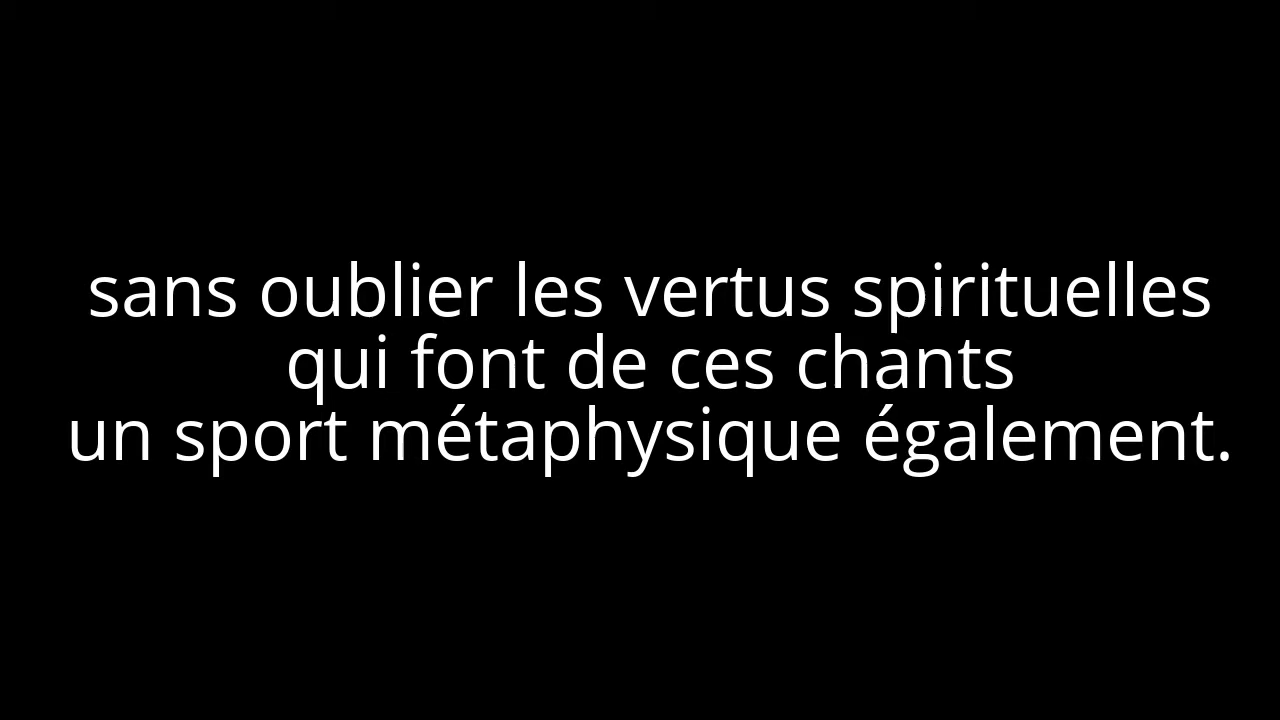 sans oublier les vertus spirituelles
qui font de ces chants
un sport métaphysique également.